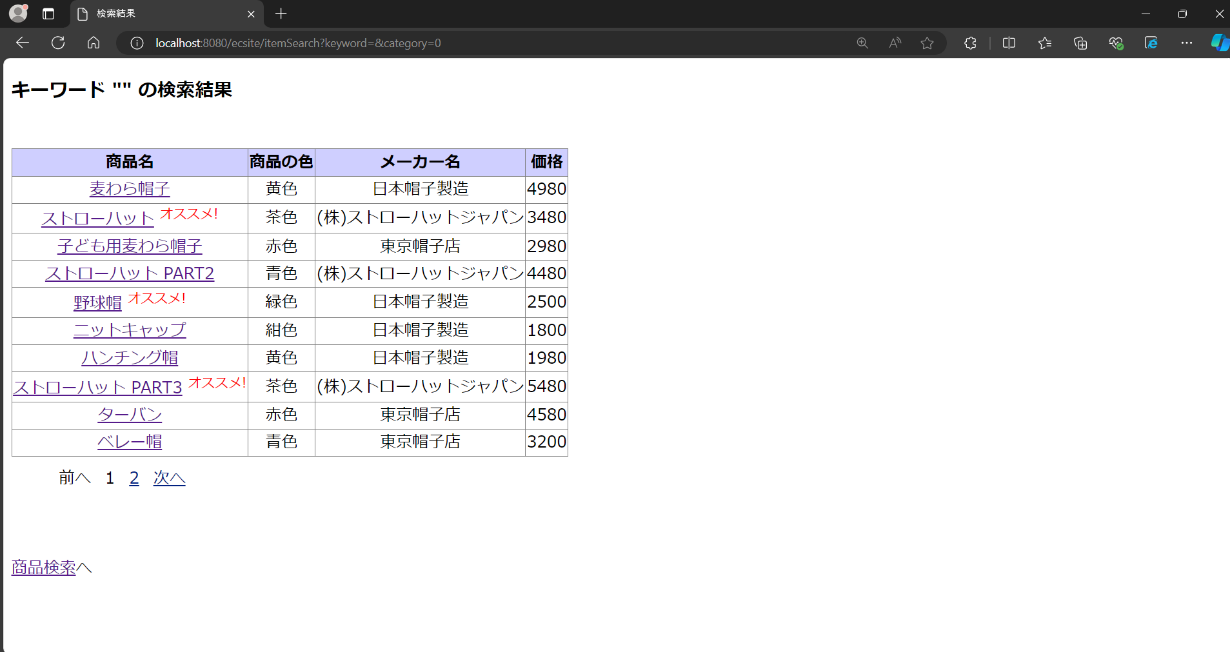 検索結果
localhost:8080/ecsite/itemSearch?keyword=&category=0
キーワード "" の検索結果
商品名 商品の色 メーカー名 価格
麦わら帽子 黄色 日本帽子製造 4980
ストローハット オススメ! 茶色 (株)ストローハットジャパン 3480
子ども用麦わら帽子 赤色 東京帽子店 2980
ストローハット PART2 青色 (株)ストローハットジャパン 4480
野球帽 オススメ! 緑色 日本帽子製造 2500
ニットキャップ 紺色 日本帽子製造 1800
ハンチング帽 黄色 日本帽子製造 1980
ストローハット PART3 オススメ! 茶色 (株)ストローハットジャパン 5480
ターバン 赤色 東京帽子店 4580
ベレー帽 青色 東京帽子店 3200
前へ 1 2 次へ
商品検索へ